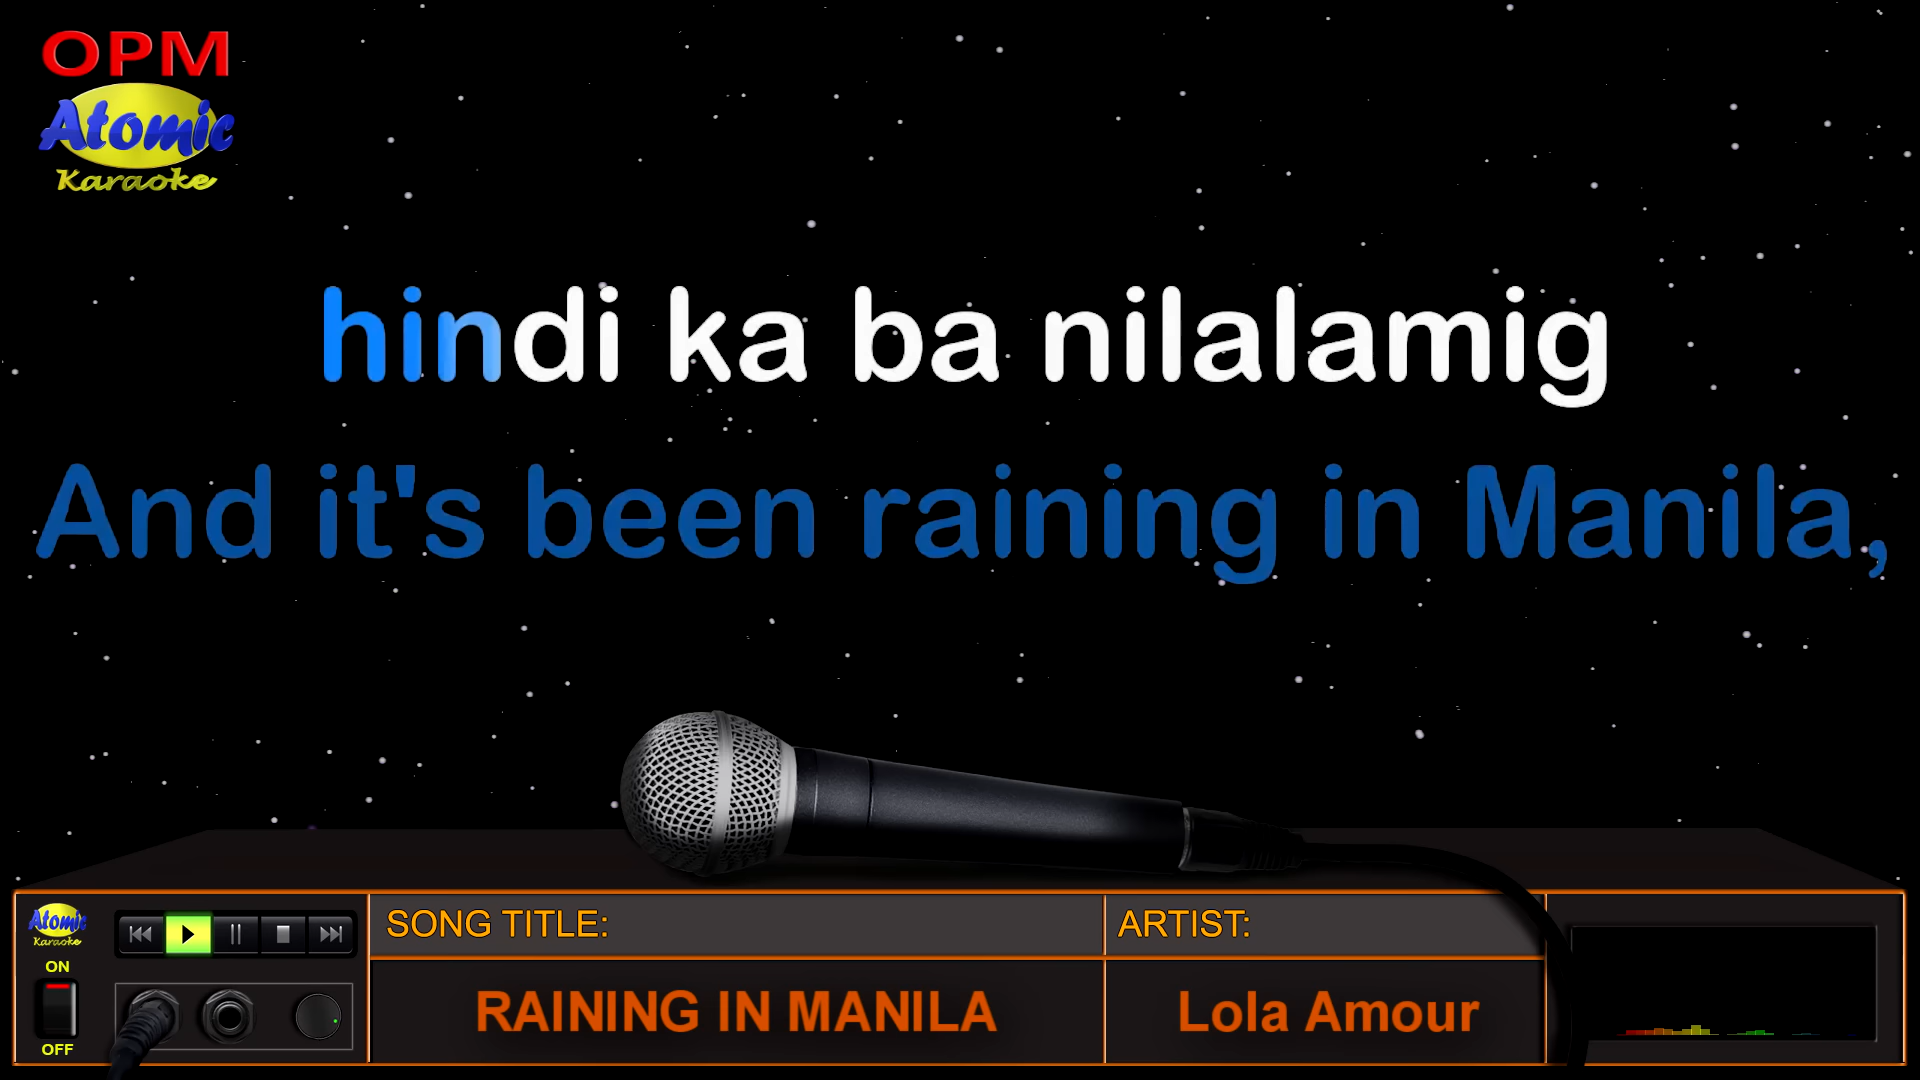 OPM
Atomic
Karaoke
hindi ka ba nilalamig
And it's been raining in Manila,
Atomic
Karaoke
ON
OFF
SONG TITLE:
ARTIST:
RAINING IN MANILA
Lola Amour